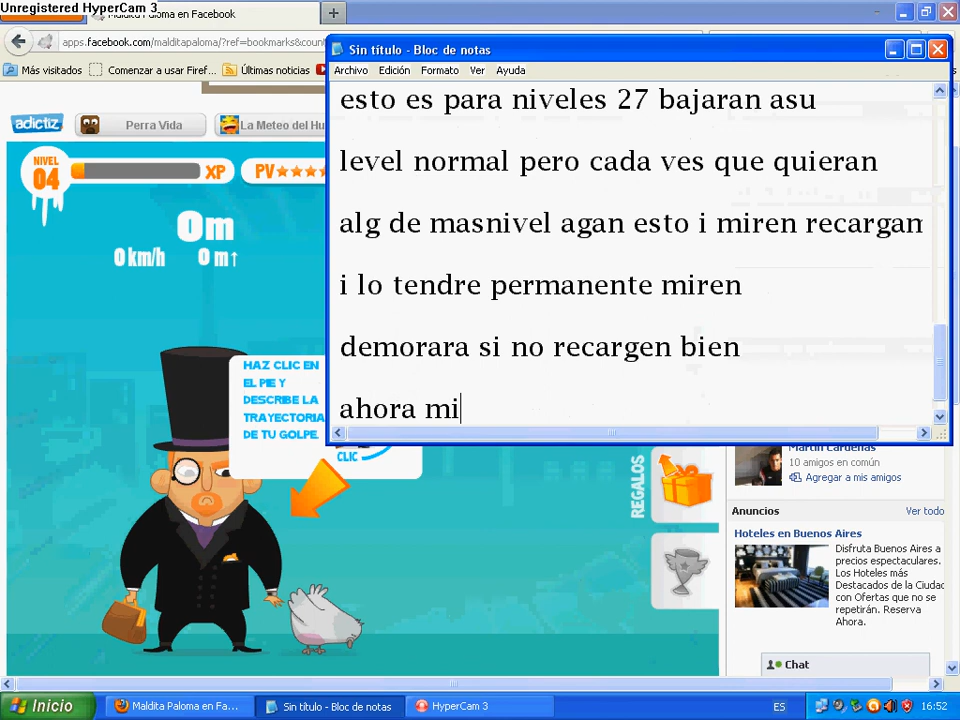 Unregistered HyperCam 3
Maldita Paloma en Facebook
apps.facebook.com/malditapaloma/?ref=bookmarks&coun
Más visitados
Comenzar a usar Firef...
Últimas noticias
adictiz
Perra Vida
La Meteo del Hu
Sin título - Bloc de notas
Archivo Edición Formato Ver Ayuda
esto es para niveles 27 bajaran asu
level normal pero cada ves que quieran
alg de masnivel agan esto i miren recargam
i lo tendre permanente miren
demorara si no recargen bien
ahora mi
NIVEL
04
XP
PV
0m
0 km/h 0 m↑
HAZ CLIC EN
EL PIE Y
DESCRIBE LA
TRAYECTORIA
DE TU GOLPE.
CLIC
REGALOS
Martin Cardenas
10 amigos en común
Agregar a mis amigos
Anuncios Ver todo
Hoteles en Buenos Aires
Disfruta Buenos Aires a
precios espectaculares.
Los Hoteles más
Destacados de la Ciudad
con Ofertas que no se
repetirán. Reserva
Ahora.
Chat
Inicio
Maldita Paloma en Fa...
Sin título - Bloc de notas
HyperCam 3
ES
16:52